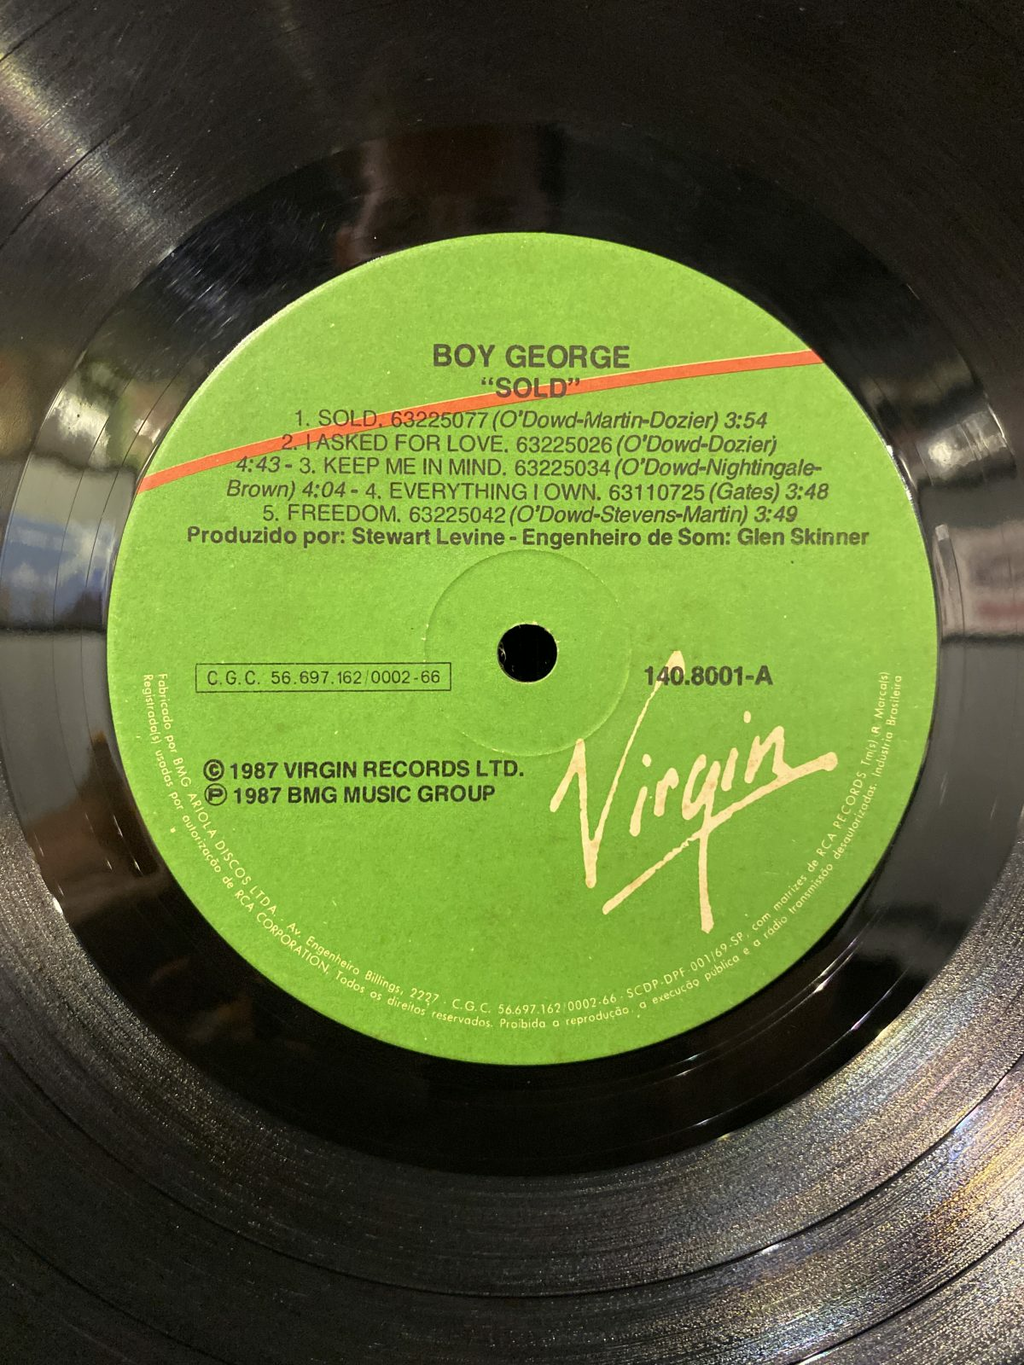 BOY GEORGE
“SOLD”
1. SOLD. 63225077 (O'Dowd-Martin-Dozier) 3:54
2. I ASKED FOR LOVE. 63225026 (O'Dowd-Dozier)
4:43 - 3. KEEP ME IN MIND. 63225034 (O'Dowd-Nightingale-
Brown) 4:04 - 4. EVERYTHING I OWN. 63110725 (Gates) 3:48
5. FREEDOM. 63225042 (O'Dowd-Stevens-Martin) 3:49
Produzido por: Stewart Levine - Engenheiro de Som: Glen Skinner
C.G.C. 56.697.162/0002-66
140.8001-A
© 1987 VIRGIN RECORDS LTD.
℗ 1987 BMG MUSIC GROUP
Virgin
Fabricado por BMG ARIOLA DISCOS LTDA. - Av. Engenheiro Billings, 2227 - C.G.C. 56.697.162/0002-66 - SCDP-DPF 001/69-SP, com matrizes de RCA RECORDS Tm(s) R Marca(s)
Registrada(s) usadas por autorização de RCA CORPORATION. Todos os direitos reservados. Proibida a reprodução, a execução pública e a rádio transmissão desautorizadas. Indústria Brasileira